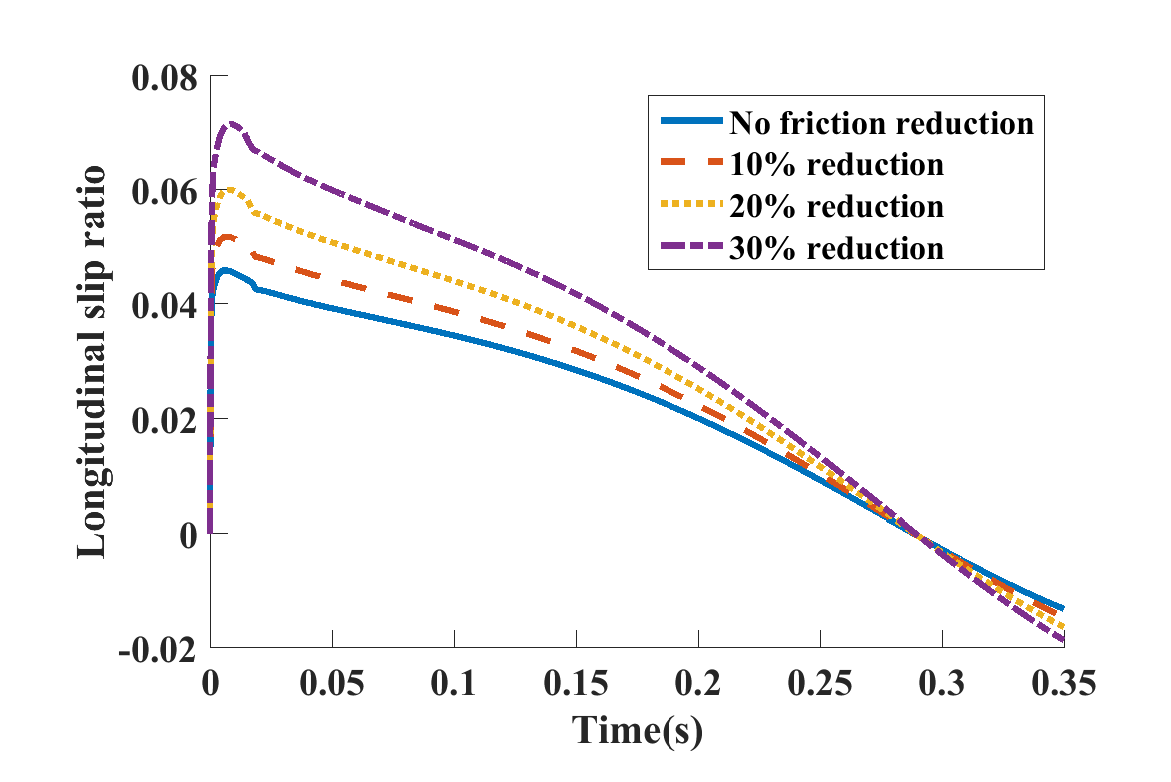 0.08
0.06
0.04
0.02
0
-0.02
Longitudinal slip ratio
No friction reduction
10% reduction
20% reduction
30% reduction
0 0.05 0.1 0.15 0.2 0.25 0.3 0.35
Time(s)